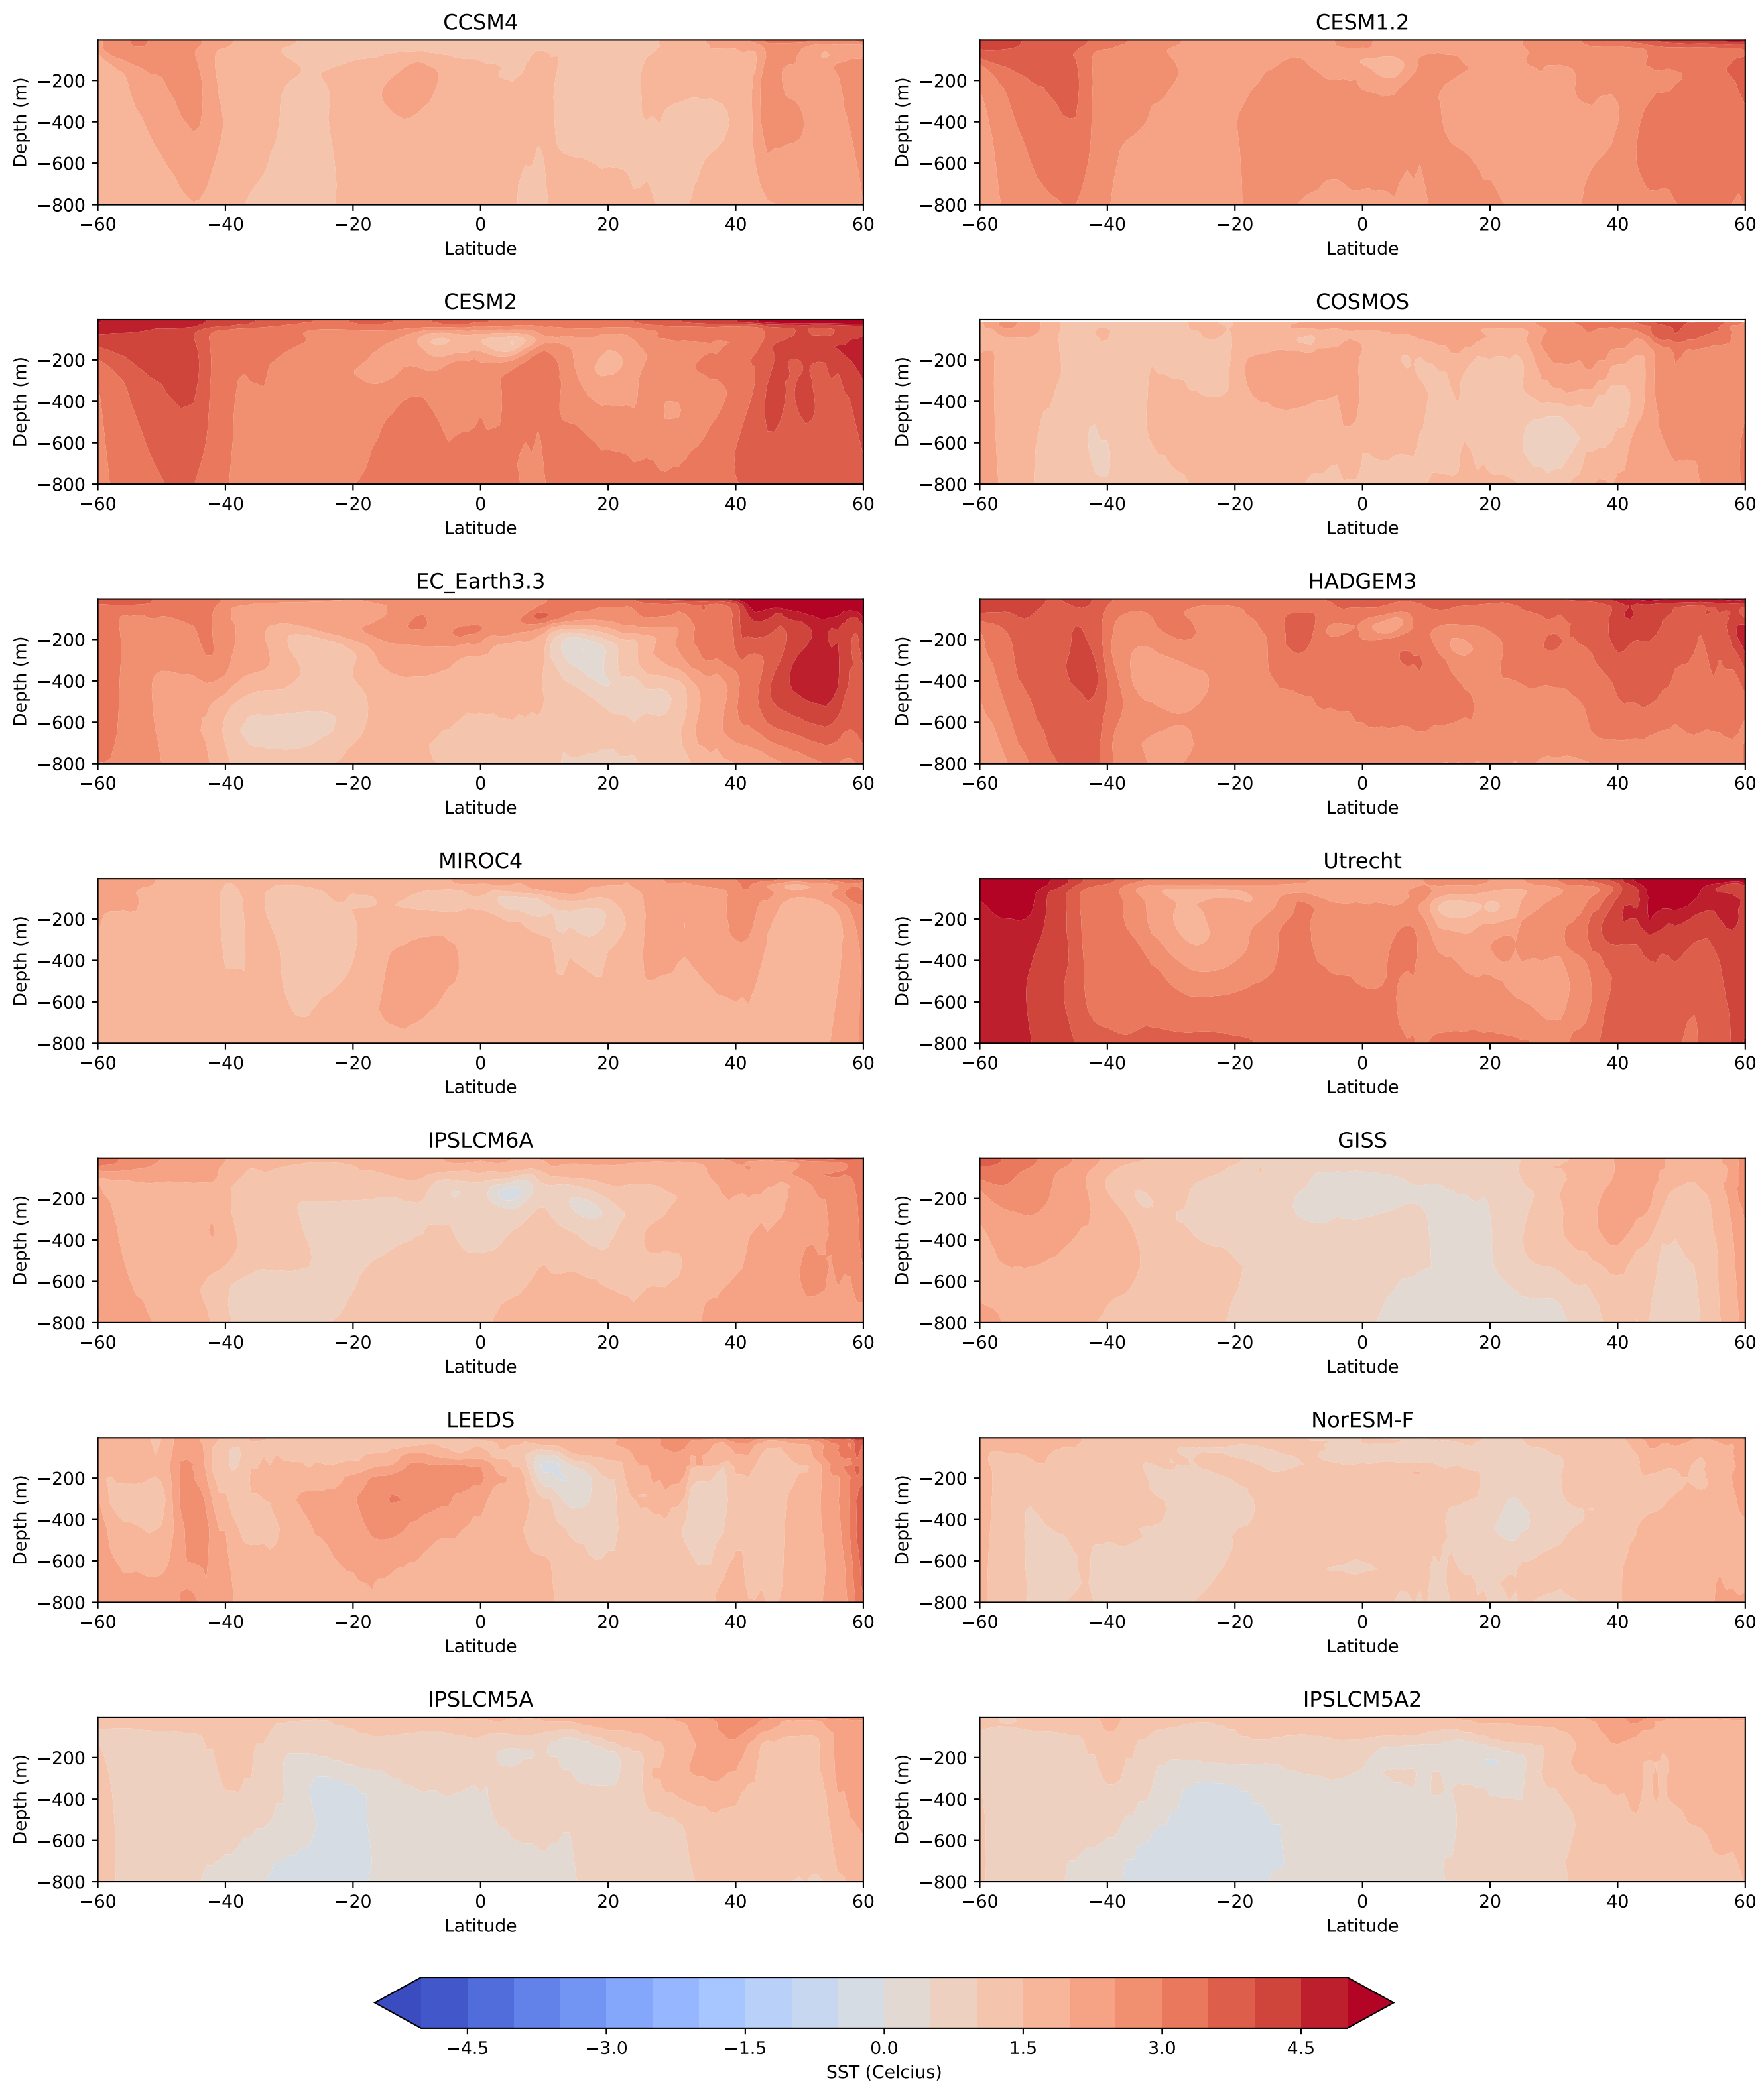 CCSM4
CESM1.2
Depth (m)
−200
−400
−600
−800
−60 −40 −20 0 20 40 60
Latitude
Depth (m)
−200
−400
−600
−800
−60 −40 −20 0 20 40 60
Latitude
CESM2
COSMOS
Depth (m)
−200
−400
−600
−800
−60 −40 −20 0 20 40 60
Latitude
Depth (m)
−200
−400
−600
−800
−60 −40 −20 0 20 40 60
Latitude
EC_Earth3.3
HADGEM3
Depth (m)
−200
−400
−600
−800
−60 −40 −20 0 20 40 60
Latitude
Depth (m)
−200
−400
−600
−800
−60 −40 −20 0 20 40 60
Latitude
MIROC4
Utrecht
Depth (m)
−200
−400
−600
−800
−60 −40 −20 0 20 40 60
Latitude
Depth (m)
−200
−400
−600
−800
−60 −40 −20 0 20 40 60
Latitude
IPSLCM6A
GISS
Depth (m)
−200
−400
−600
−800
−60 −40 −20 0 20 40 60
Latitude
Depth (m)
−200
−400
−600
−800
−60 −40 −20 0 20 40 60
Latitude
LEEDS
NorESM-F
Depth (m)
−200
−400
−600
−800
−60 −40 −20 0 20 40 60
Latitude
Depth (m)
−200
−400
−600
−800
−60 −40 −20 0 20 40 60
Latitude
IPSLCM5A
IPSLCM5A2
Depth (m)
−200
−400
−600
−800
−60 −40 −20 0 20 40 60
Latitude
Depth (m)
−200
−400
−600
−800
−60 −40 −20 0 20 40 60
Latitude
−4.5 −3.0 −1.5 0.0 1.5 3.0 4.5
SST (Celcius)